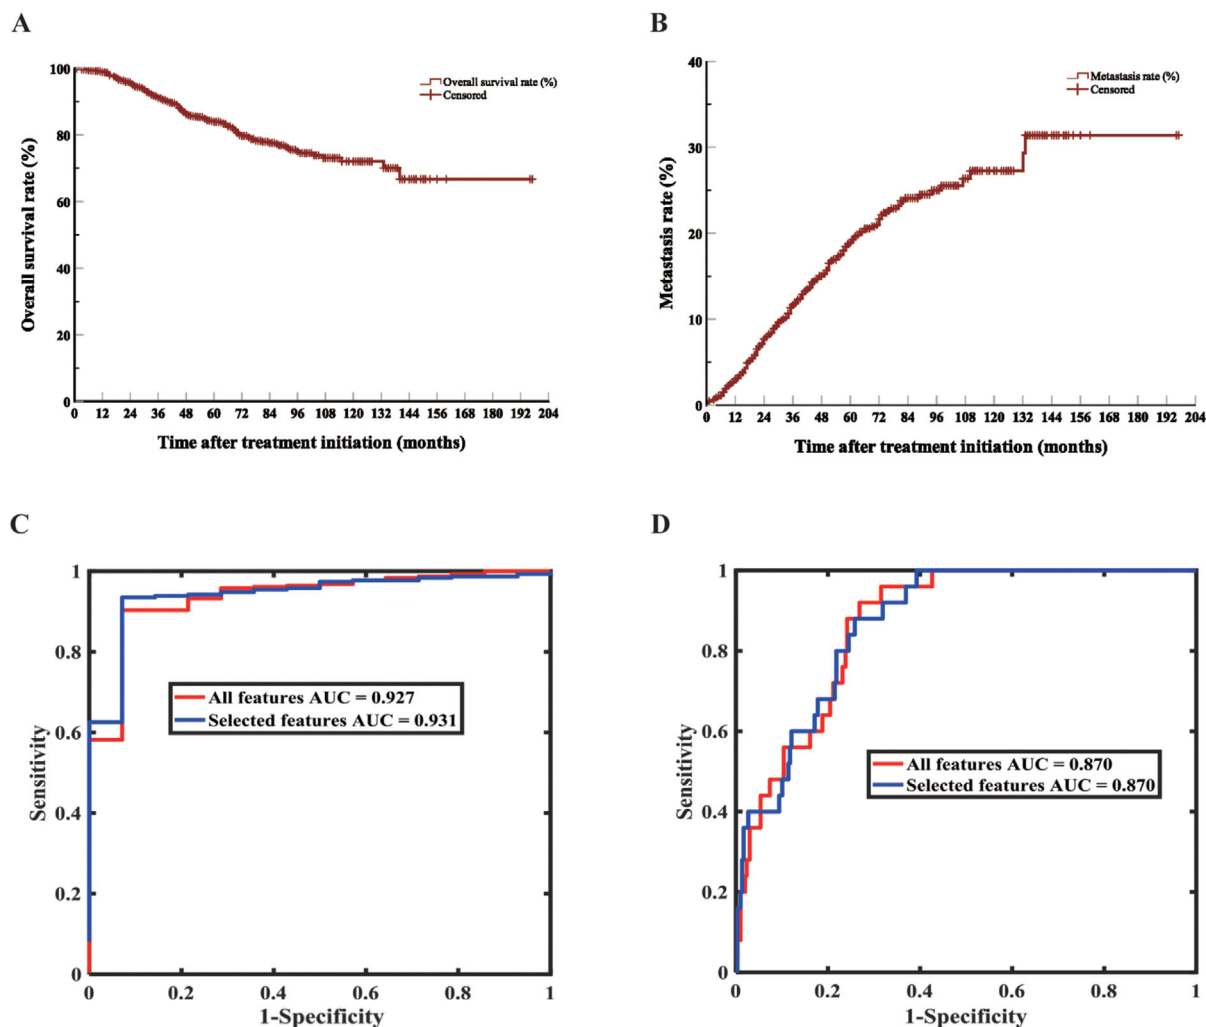 A
100
80
60
40
20
0
Overall survival rate (%)
Overall survival rate (%)
Censored
0 12 24 36 48 60 72 84 96 108 120 132 144 156 168 180 192 204
Time after treatment initiation (months)
B
40
30
20
10
0
Metastasis rate (%)
Metastasis rate (%)
Censored
0 12 24 36 48 60 72 84 96 108 120 132 144 156 168 180 192 204
Time after treatment initiation (months)
C
1
0.8
0.6
0.4
0.2
0
Sensitivity
All features AUC = 0.927
Selected features AUC = 0.931
0 0.2 0.4 0.6 0.8 1
1-Specificity
D
1
0.8
0.6
0.4
0.2
0
Sensitivity
All features AUC = 0.870
Selected features AUC = 0.870
0 0.2 0.4 0.6 0.8 1
1-Specificity